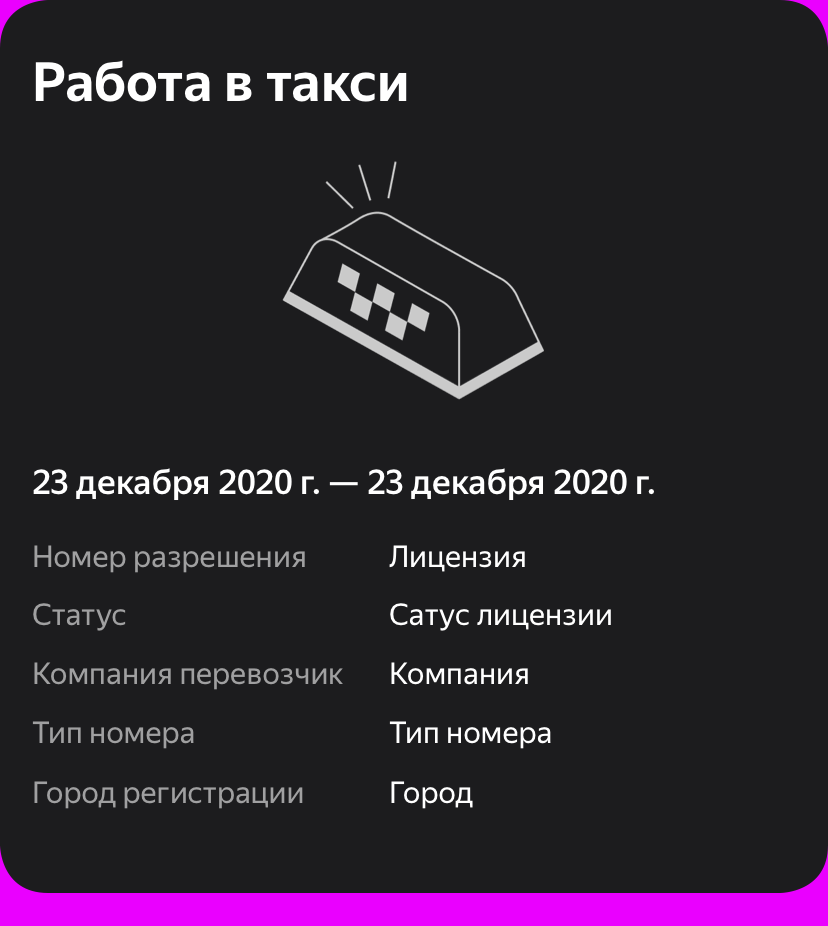 Работа в такси
23 декабря 2020 г. — 23 декабря 2020 г.
Номер разрешения Лицензия
Статус Сатус лицензии
Компания перевозчик Компания
Тип номера Тип номера
Город регистрации Город